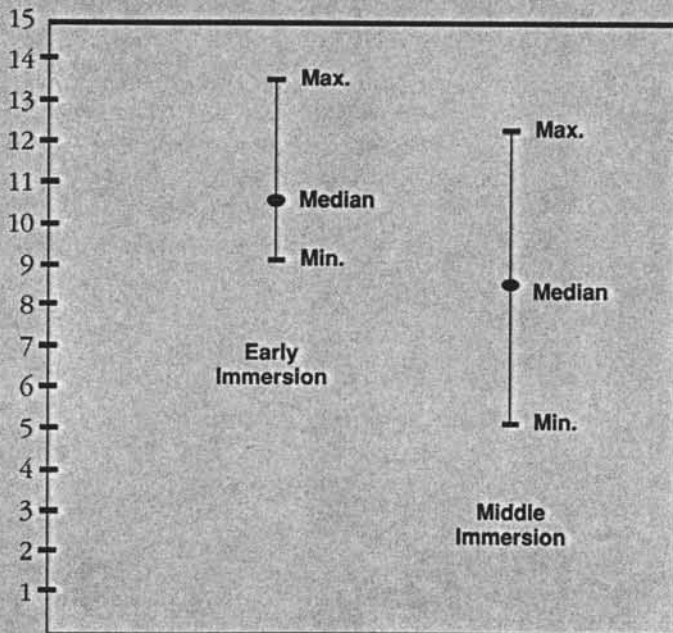 15
14
13
12
11
10
9
8
7
6
5
4
3
2
1
Max.
Median
Min.
Early
Immersion
Max.
Median
Min.
Middle
Immersion